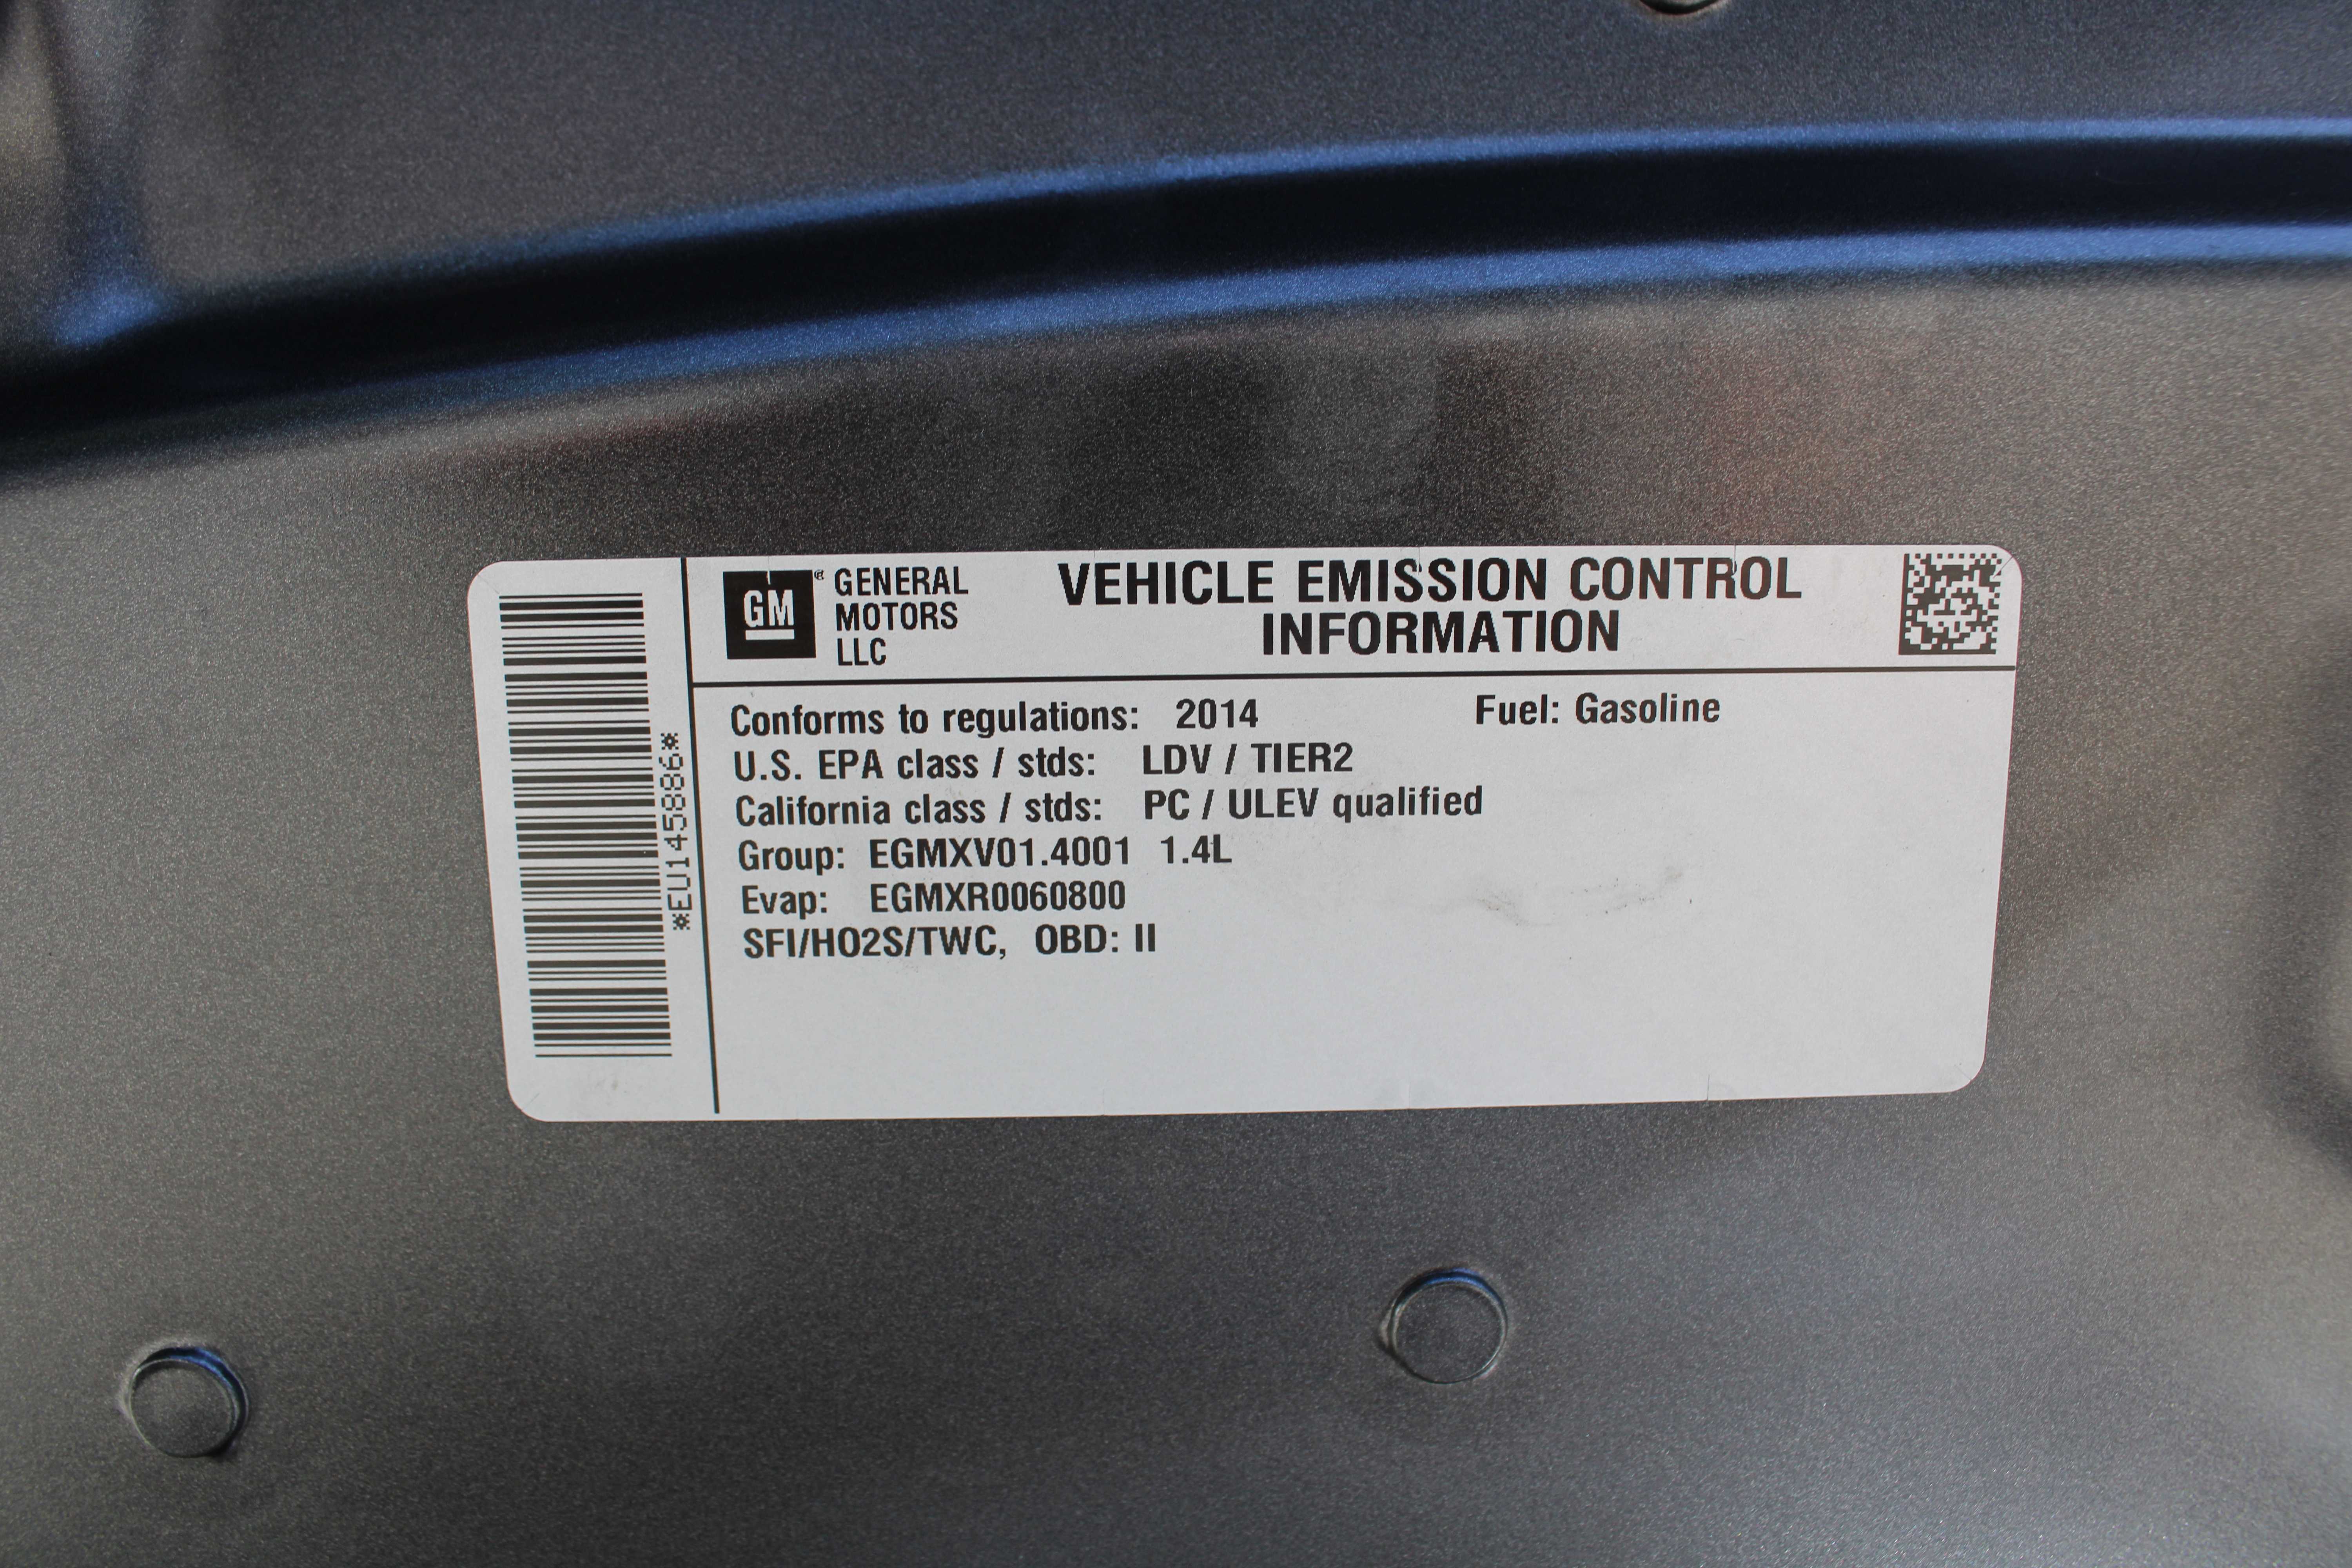 GM
GENERAL
MOTORS
LLC
VEHICLE EMISSION CONTROL
INFORMATION
*EU145886*
Conforms to regulations: 2014 Fuel: Gasoline
U.S. EPA class / stds: LDV / TIER2
California class / stds: PC / ULEV qualified
Group: EGMXV01.4001 1.4L
Evap: EGMXR0060800
SFI/HO2S/TWC, OBD: II